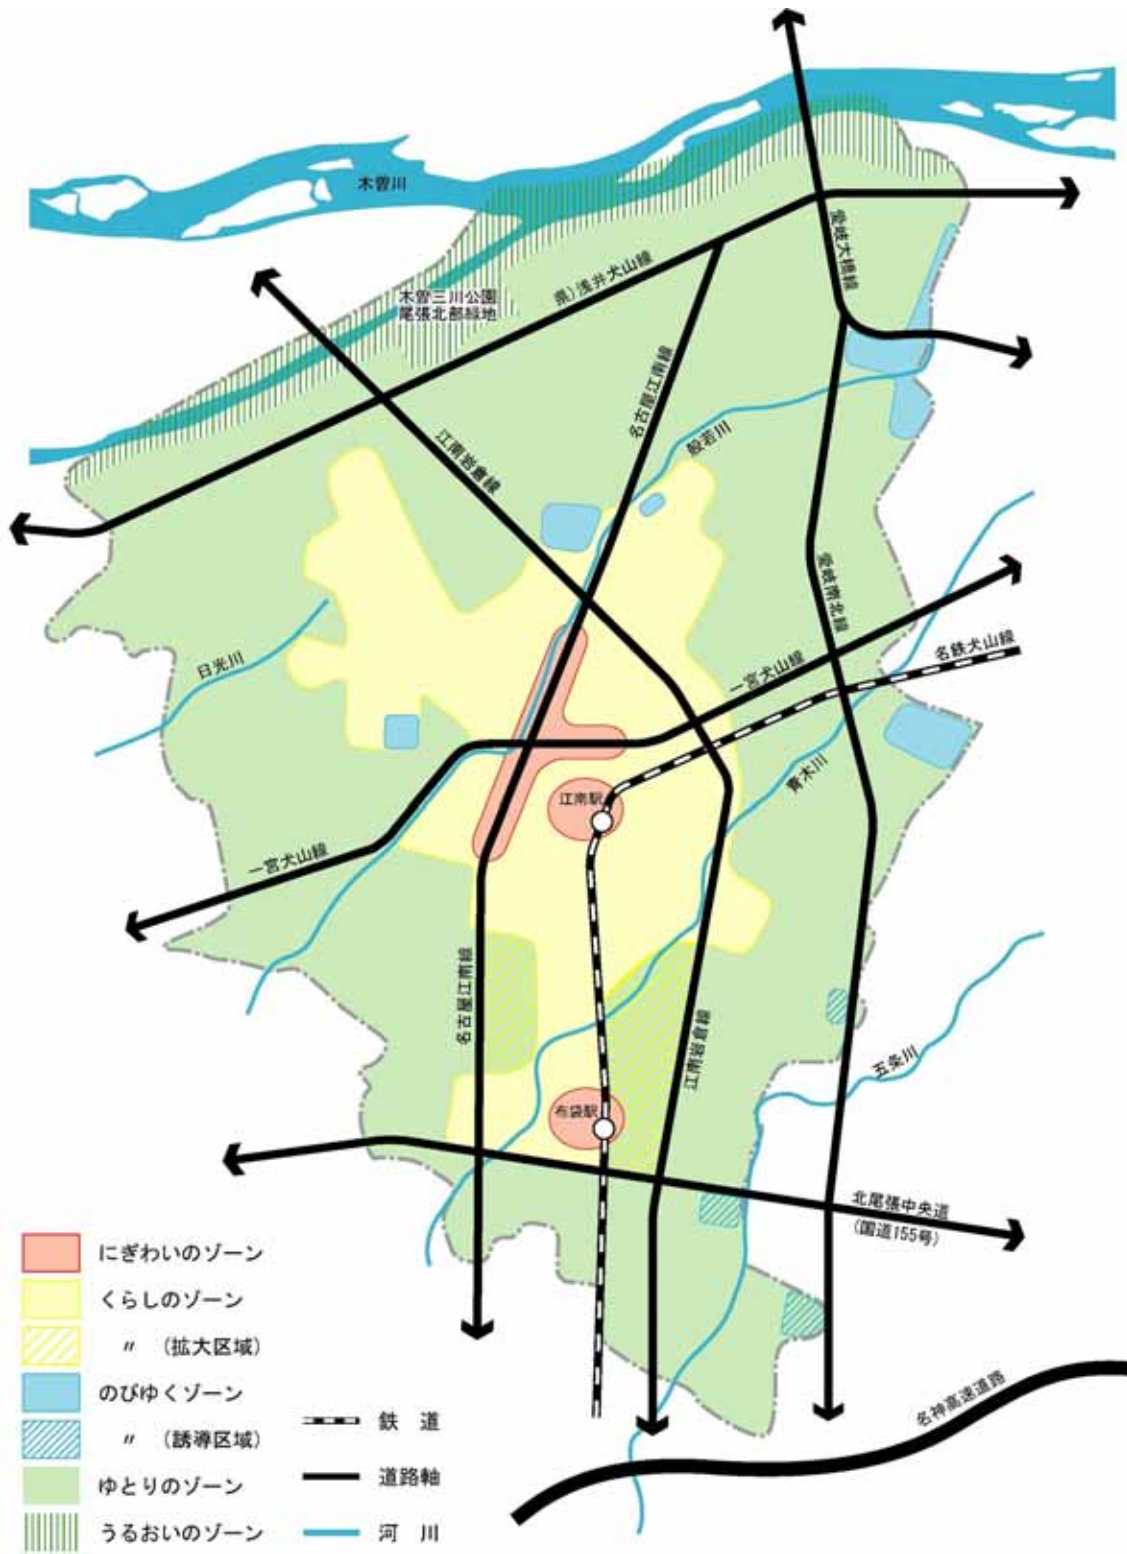 木曽川
愛岐大橋線
県）浅井犬山線
木曽三川公園
尾張北部緑地
名古屋江南線
江南岩倉線
般若川
愛岐南北線
名鉄犬山線
一宮犬山線
日光川
青木川
江南駅
一宮犬山線
名古屋江南線
江南岩倉線
五条川
布袋駅
北尾張中央道
（国道155号）
にぎわいのゾーン
くらしのゾーン
〃 （拡大区域）
のびゆくゾーン
〃 （誘導区域）
ゆとりのゾーン
うるおいのゾーン
鉄 道
道路軸
河 川
名神高速道路